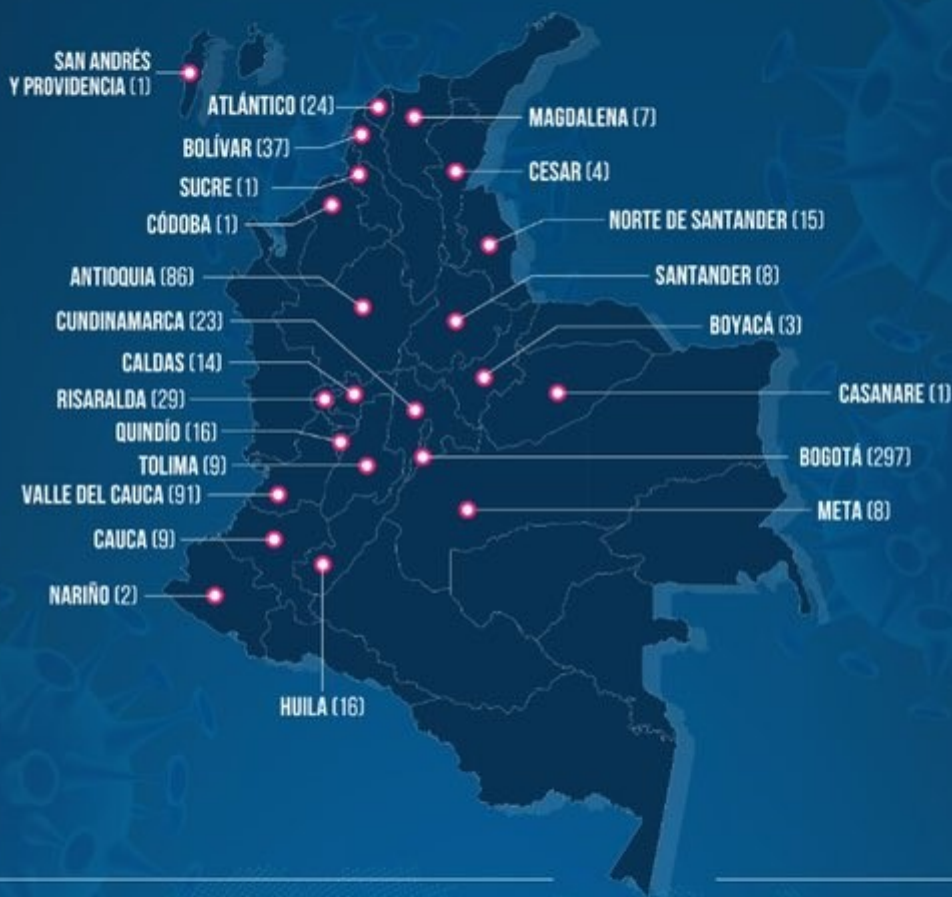 SAN ANDRÉS
Y PROVIDENCIA (1)
ATLÁNTICO (24)
MAGDALENA (7)
BOLÍVAR (37)
CESAR (4)
SUCRE (1)
CÓDOBA (1)
NORTE DE SANTANDER (15)
ANTIOQUIA (86)
SANTANDER (8)
CUNDINAMARCA (23)
BOYACÁ (3)
CALDAS (14)
CASANARE (1)
RISARALDA (29)
QUINDÍO (16)
BOGOTÁ (297)
TOLIMA (9)
VALLE DEL CAUCA (91)
META (8)
CAUCA (9)
NARIÑO (2)
HUILA (16)